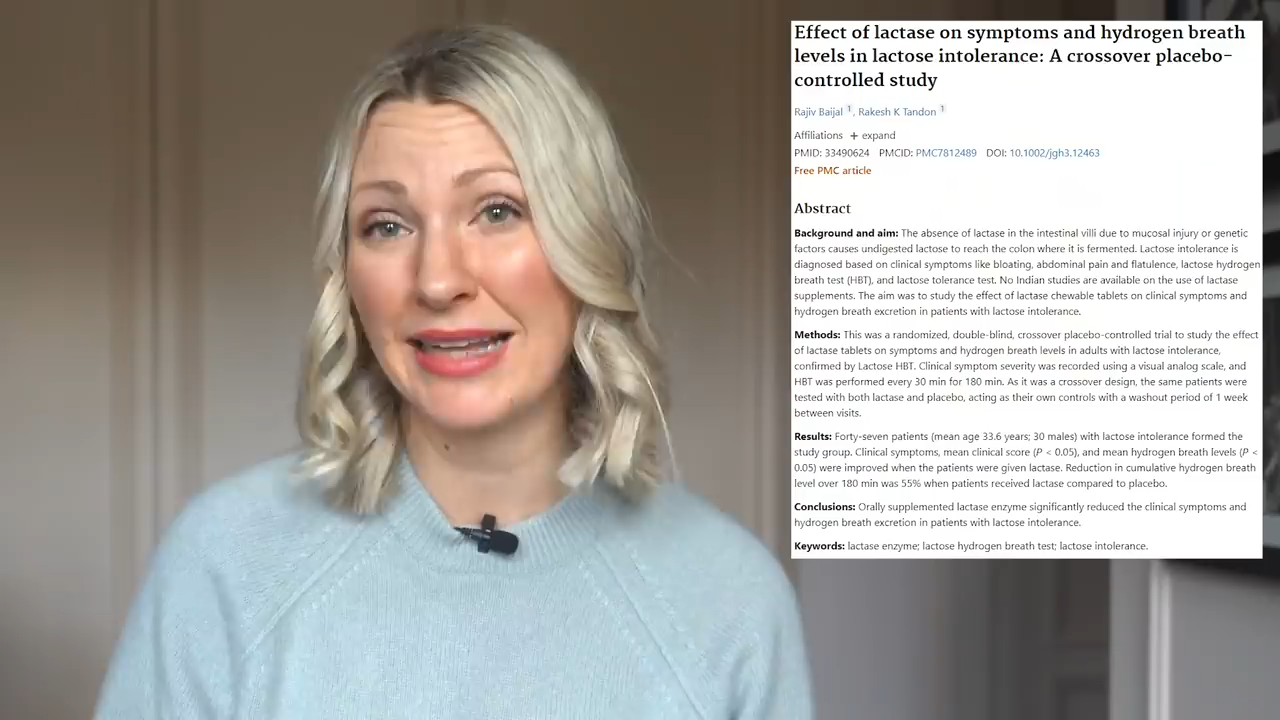 Effect of lactase on symptoms and hydrogen breath
levels in lactose intolerance: A crossover placebo-
controlled study
Rajiv Baijal 1, Rakesh K Tandon 1
Affiliations + expand
PMID: 33490624 PMCID: PMC7812489 DOI: 10.1002/jgh3.12463
Free PMC article
Abstract
Background and aim: The absence of lactase in the intestinal villi due to mucosal injury or genetic
factors causes undigested lactose to reach the colon where it is fermented. Lactose intolerance is
diagnosed based on clinical symptoms like bloating, abdominal pain and flatulence, lactose hydrogen
breath test (HBT), and lactose tolerance test. No Indian studies are available on the use of lactase
supplements. The aim was to study the effect of lactase chewable tablets on clinical symptoms and
hydrogen breath excretion in patients with lactose intolerance.
Methods: This was a randomized, double-blind, crossover placebo-controlled trial to study the effect
of lactase tablets on symptoms and hydrogen breath levels in adults with lactose intolerance,
confirmed by Lactose HBT. Clinical symptom severity was recorded using a visual analog scale, and
HBT was performed every 30 min for 180 min. As it was a crossover design, the same patients were
tested with both lactase and placebo, acting as their own controls with a washout period of 1 week
between visits.
Results: Forty-seven patients (mean age 33.6 years; 30 males) with lactose intolerance formed the
study group. Clinical symptoms, mean clinical score (P < 0.05), and mean hydrogen breath levels (P <
0.05) were improved when the patients were given lactase. Reduction in cumulative hydrogen breath
level over 180 min was 55% when patients received lactase compared to placebo.
Conclusions: Orally supplemented lactase enzyme significantly reduced the clinical symptoms and
hydrogen breath excretion in patients with lactose intolerance.
Keywords: lactase enzyme; lactose hydrogen breath test; lactose intolerance.